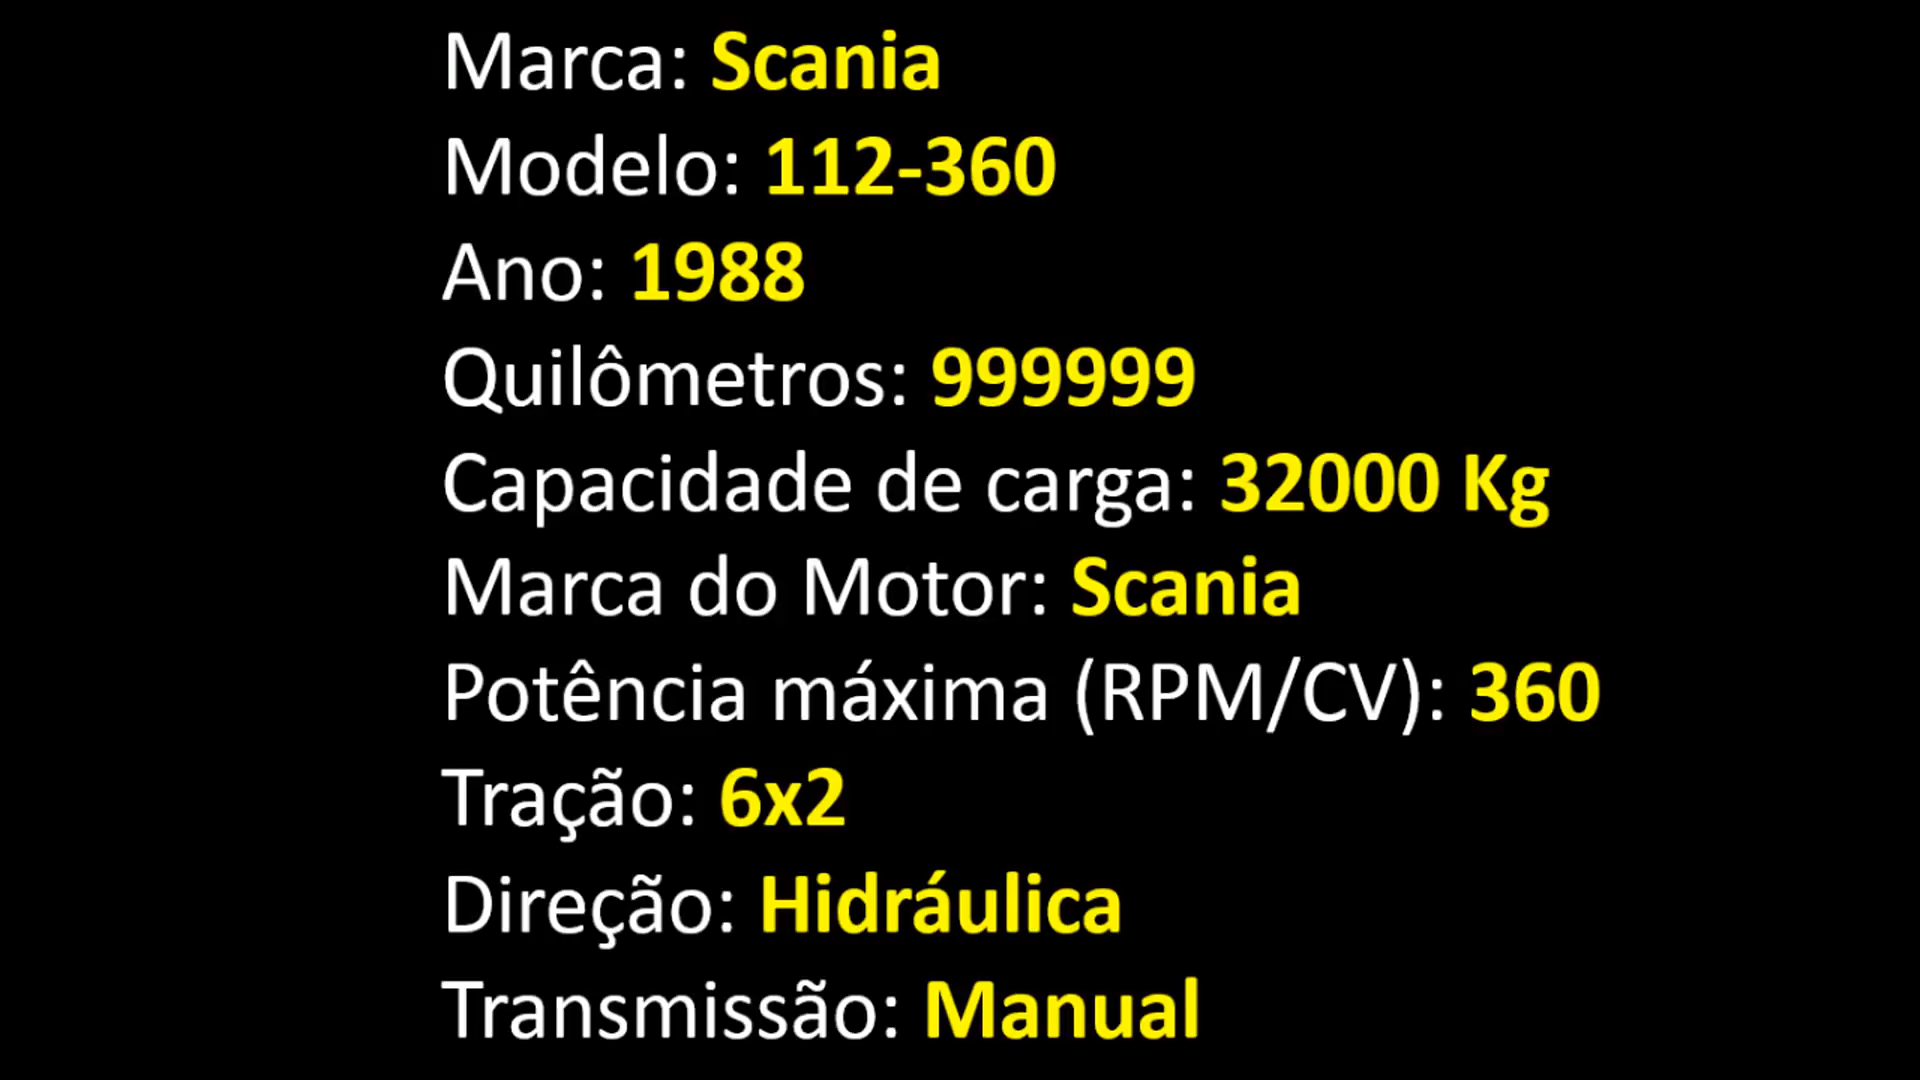 Marca: Scania
Modelo: 112-360
Ano: 1988
Quilômetros: 999999
Capacidade de carga: 32000 Kg
Marca do Motor: Scania
Potência máxima (RPM/CV): 360
Tração: 6x2
Direção: Hidráulica
Transmissão: Manual